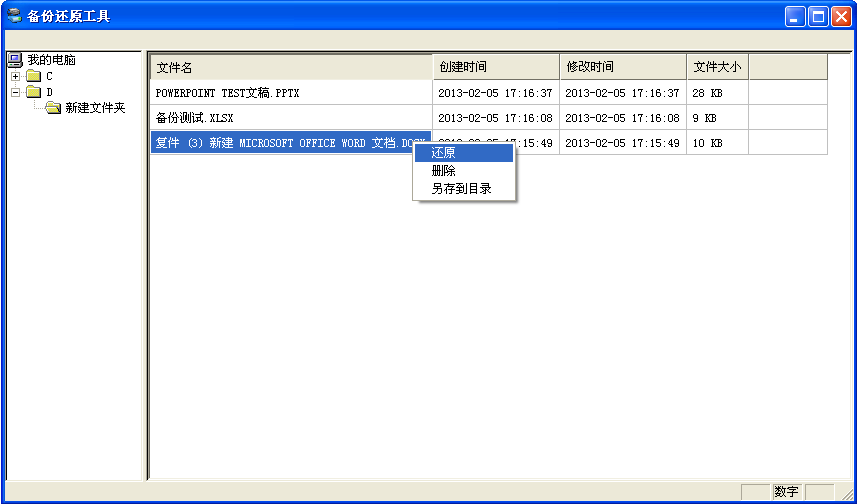 备份还原工具
我的电脑
C
D
新建文件夹
文件名 创建时间 修改时间 文件大小
POWERPOINT TEST文稿.PPTX 2013-02-05 17:16:37 2013-02-05 17:16:37 28 KB
备份测试.XLSX 2013-02-05 17:16:08 2013-02-05 17:16:08 9 KB
复件 (3) 新建 MICROSOFT OFFICE WORD 文档.DOCX 2013-02-05 17:15:49 2013-02-05 17:15:49 10 KB
还原
删除
另存到目录
数字